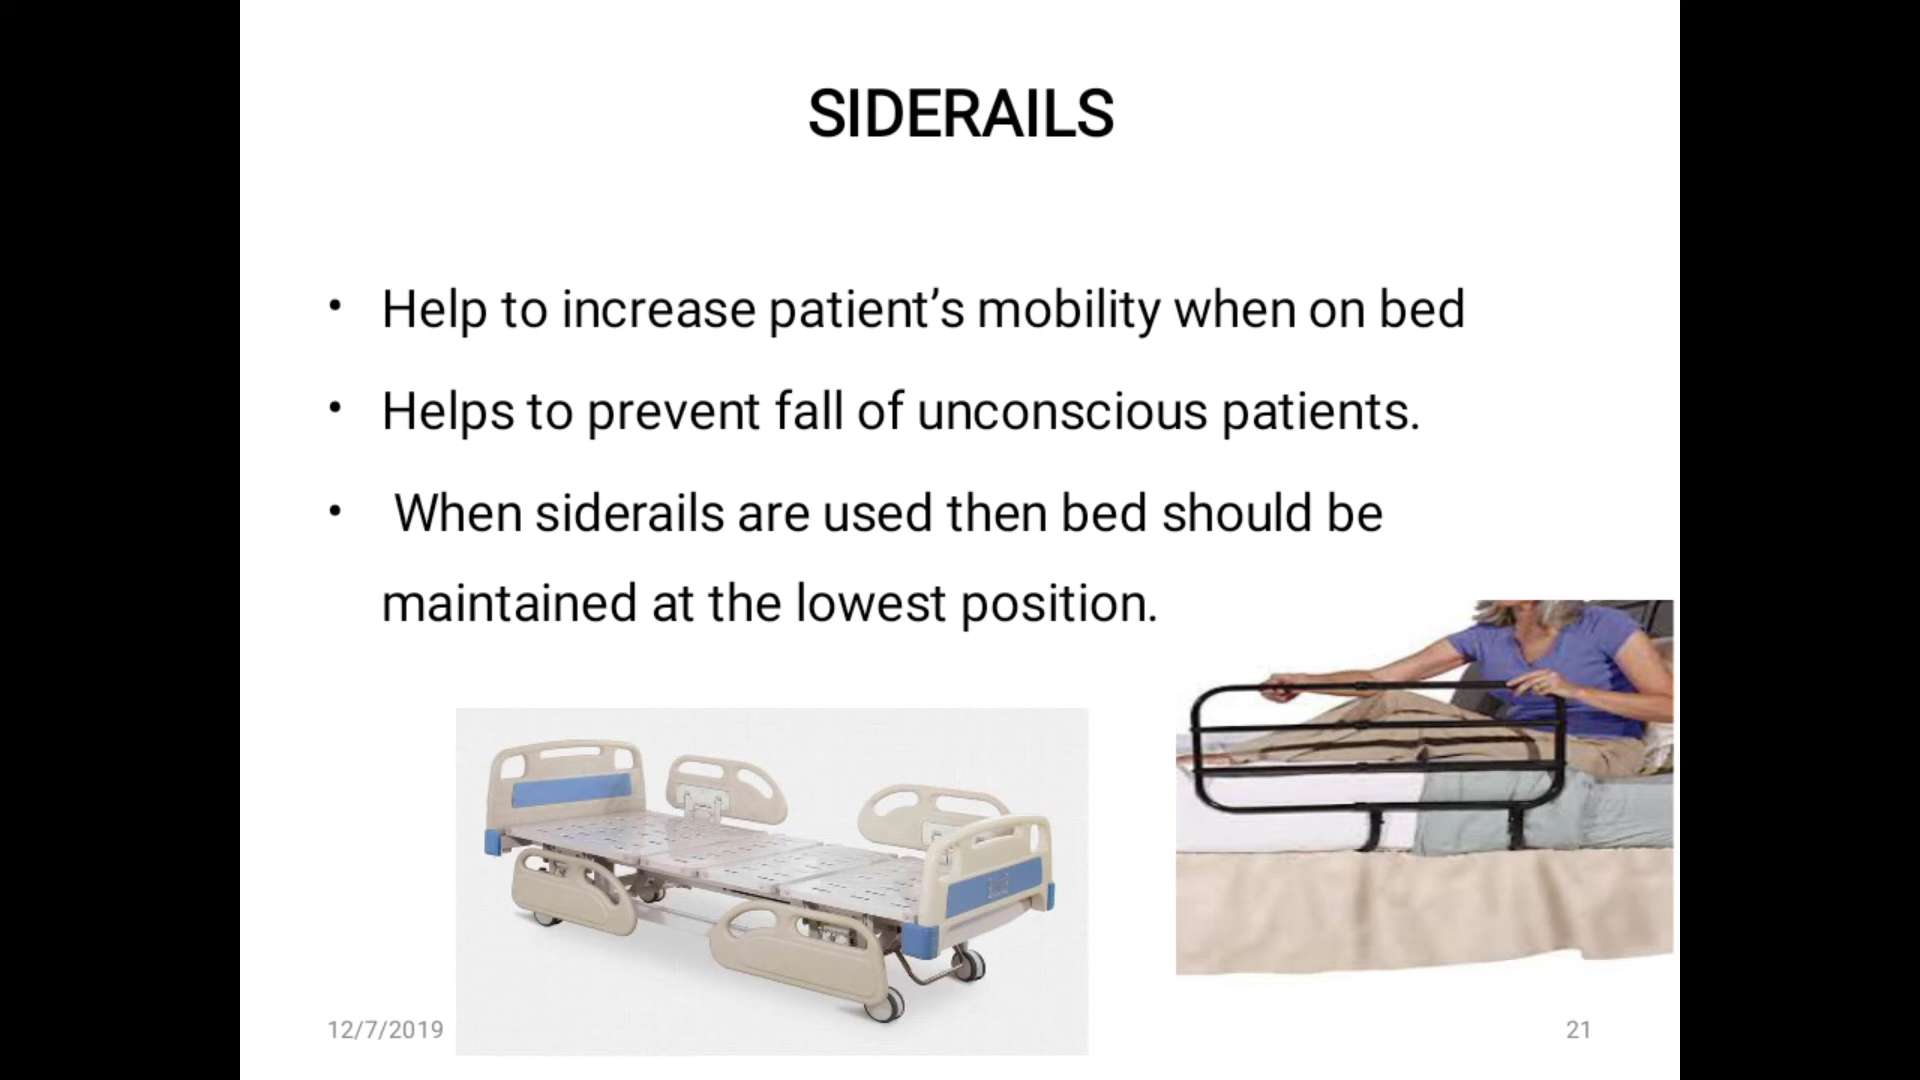 SIDERAILS
• Help to increase patient’s mobility when on bed
• Helps to prevent fall of unconscious patients.
• When siderails are used then bed should be
maintained at the lowest position.
12/7/2019
21